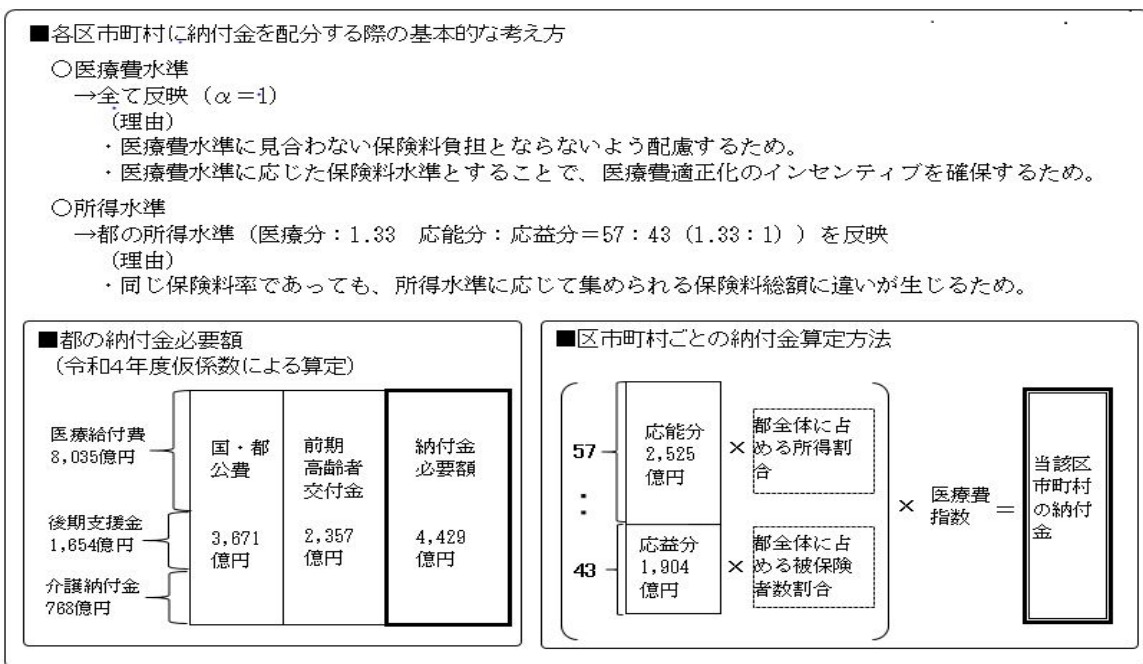 ■各区市町村に納付金を配分する際の基本的な考え方
○医療費水準
→全て反映（α＝1）
（理由）
・医療費水準に見合わない保険料負担とならないよう配慮するため。
・医療費水準に応じた保険料水準とすることで、医療費適正化のインセンティブを確保するため。
○所得水準
→都の所得水準（医療分：1.33　応能分：応益分＝57：43（1.33：1））を反映
（理由）
・同じ保険料率であっても、所得水準に応じて集められる保険料総額に違いが生じるため。
■都の納付金必要額
（令和4年度仮係数による算定）
医療給付費
8,035億円
後期支援金
1,654億円
介護納付金
768億円
国・都
公費
3,671
億円
前期
高齢者
交付金
2,357
億円
納付金
必要額
4,429
億円
■区市町村ごとの納付金算定方法
57
：
43
応能分
2,525
億円
×
都全体に占
める所得割
合
応益分
1,904
億円
×
都全体に占
める被保険
者数割合
×
医療費
指数
＝
当該区
市町村
の納付
金